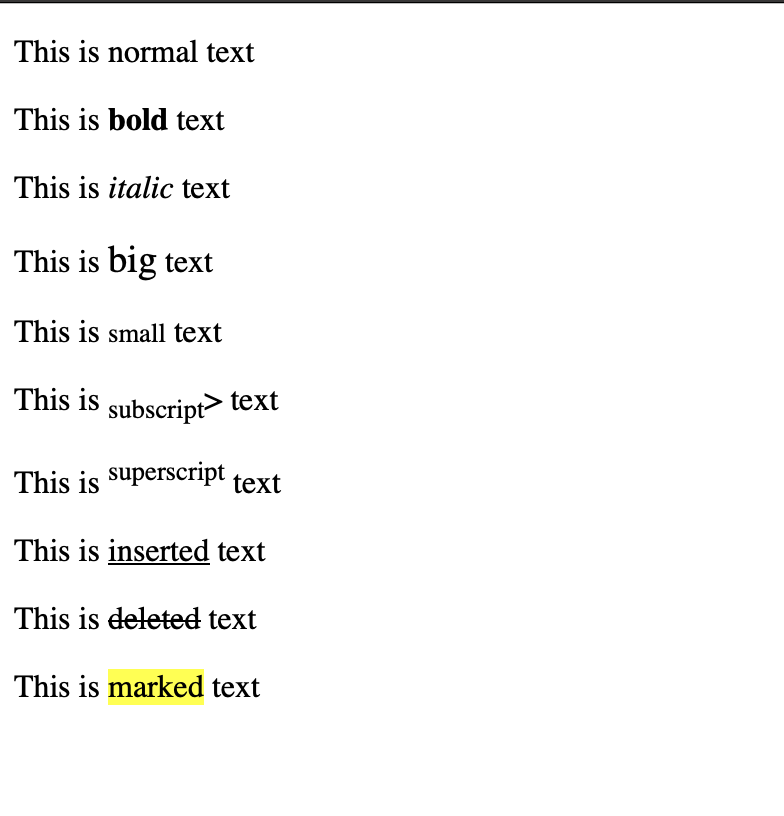 This is normal text
This is bold text
This is italic text
This is big text
This is small text
This is subscript> text
This is superscript text
This is inserted text
This is deleted text
This is marked text